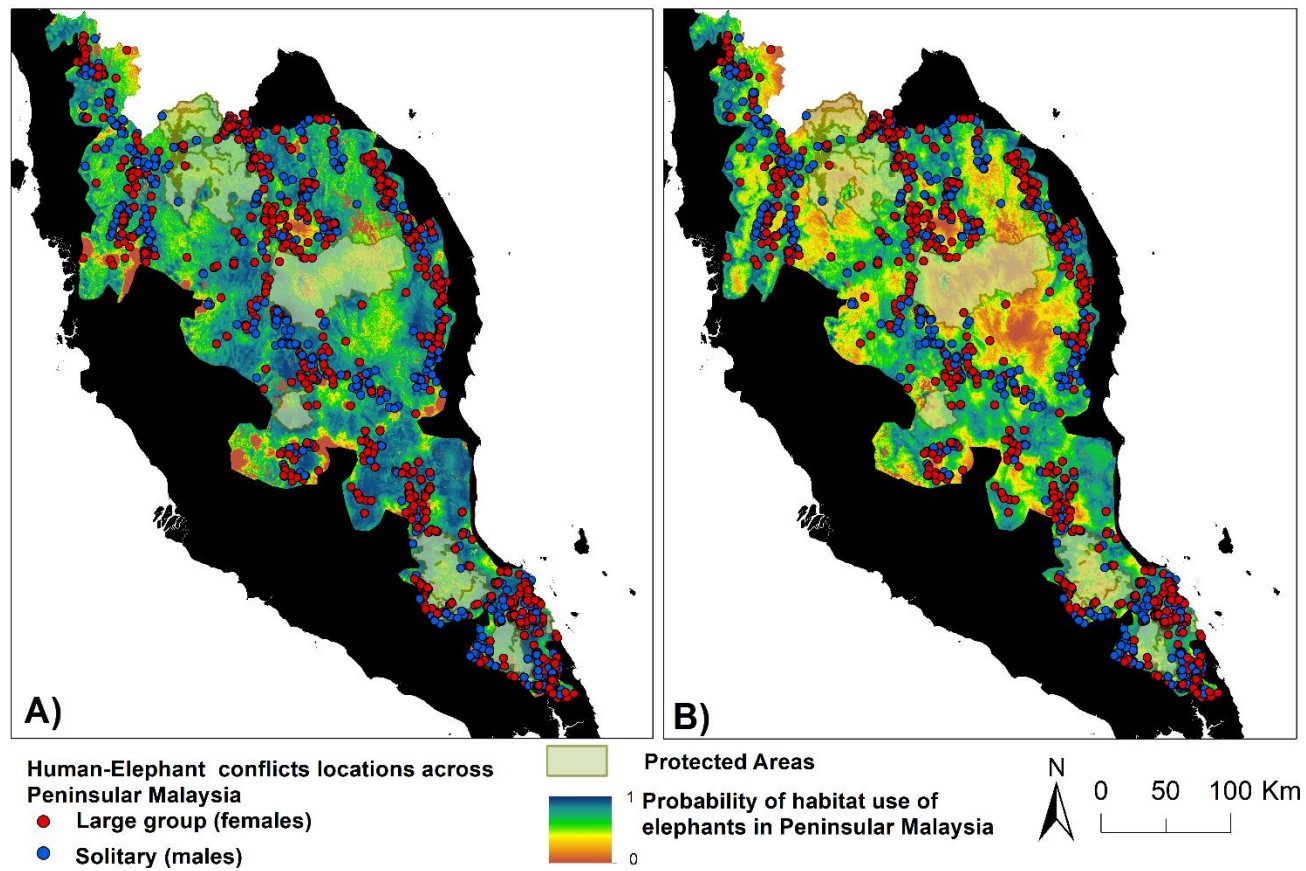 A)
B)
Human-Elephant conflicts locations across
Peninsular Malaysia
Large group (females)
Solitary (males)
Protected Areas
1
Probability of habitat use of
elephants in Peninsular Malaysia
0
N
0 50 100 Km